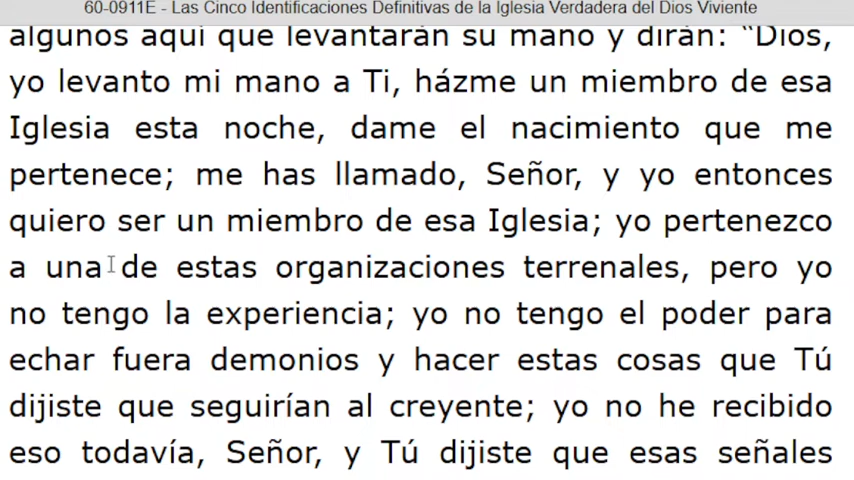 60-0911E - Las Cinco Identificaciones Definitivas de la Iglesia Verdadera del Dios Viviente
algunos aquí que levantarán su mano y dirán: “Dios,
yo levanto mi mano a Ti, házme un miembro de esa
Iglesia esta noche, dame el nacimiento que me
pertenece; me has llamado, Señor, y yo entonces
quiero ser un miembro de esa Iglesia; yo pertenezco
a una de estas organizaciones terrenales, pero yo
no tengo la experiencia; yo no tengo el poder para
echar fuera demonios y hacer estas cosas que Tú
dijiste que seguirían al creyente; yo no he recibido
eso todavía, Señor, y Tú dijiste que esas señales